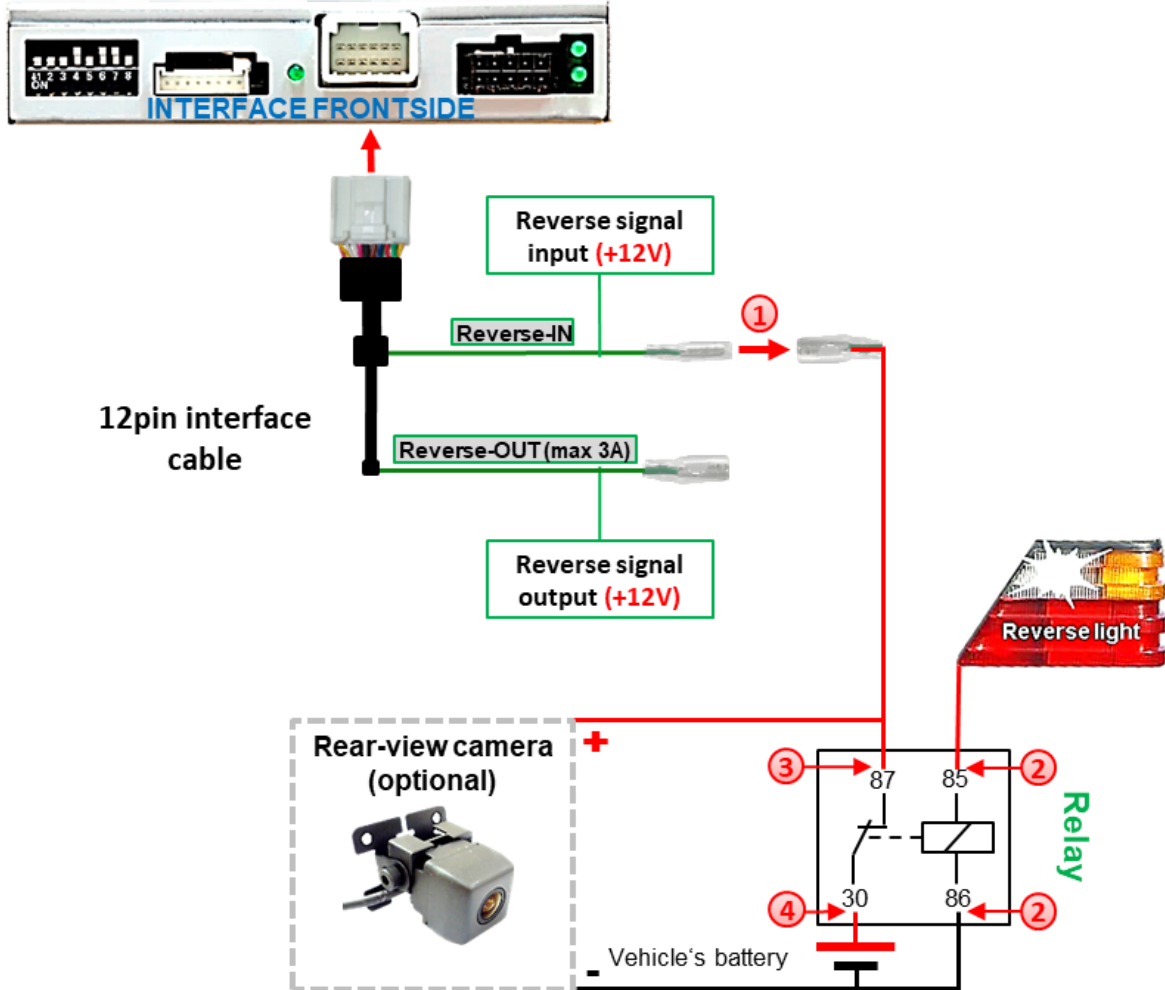 41 2 3 4 5 6 7 8
ON
INTERFACE FRONTSIDE
Reverse signal
input (+12V)
1
Reverse-IN
12pin interface
cable
Reverse-OUT (max 3A)
Reverse signal
output (+12V)
Reverse light
Rear-view camera
(optional)
+
3
87
85
2
Relay
4
30
86
2
- Vehicle‘s battery